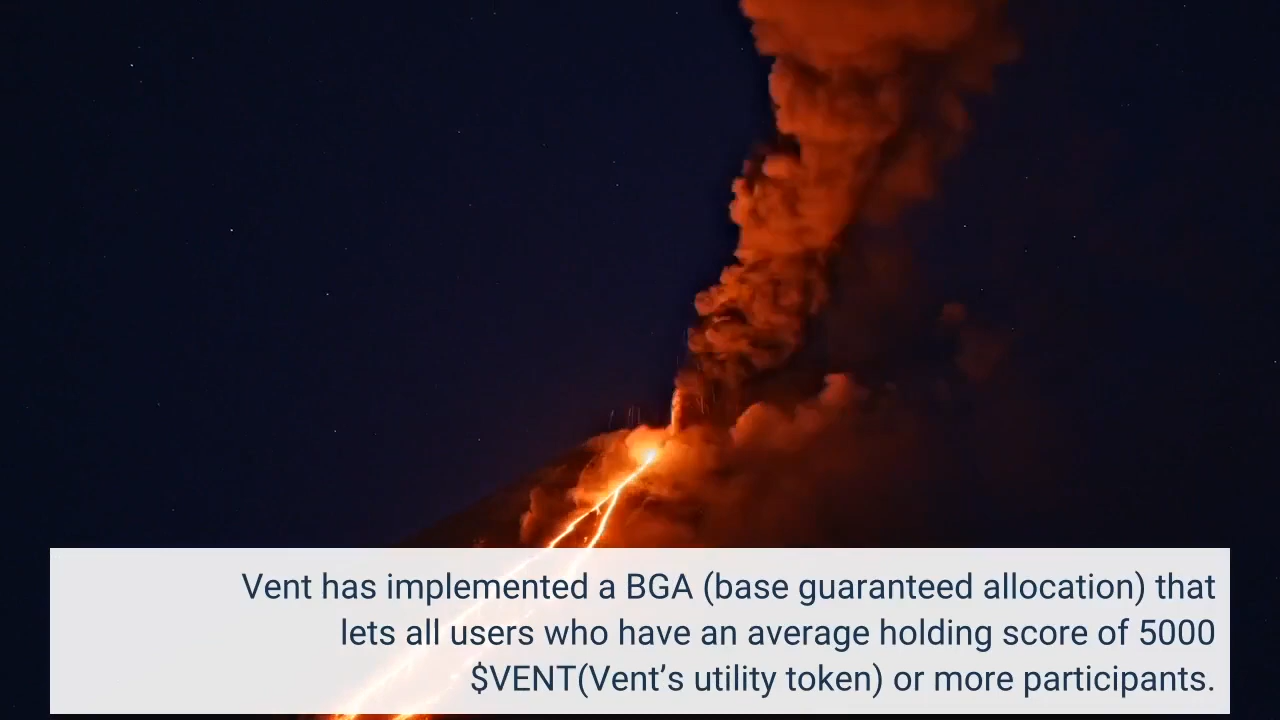 Vent has implemented a BGA (base guaranteed allocation) that
lets all users who have an average holding score of 5000
$VENT(Vent’s utility token) or more participants.